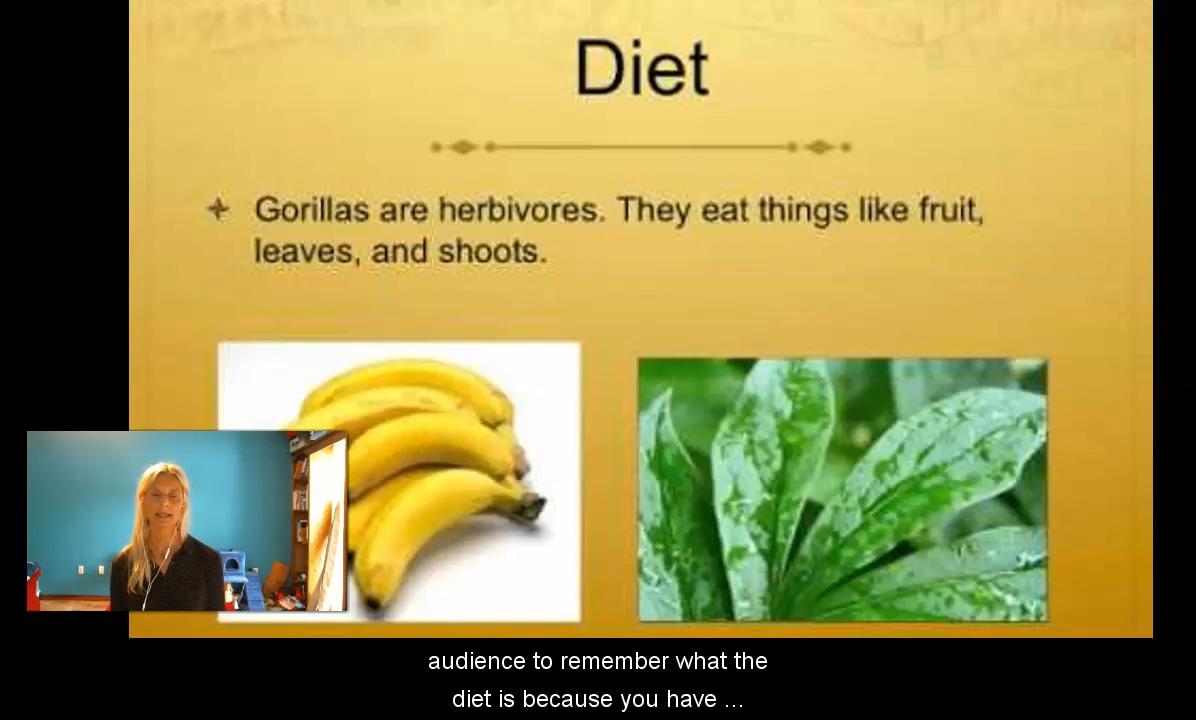 Diet
Gorillas are herbivores. They eat things like fruit,
leaves, and shoots.
audience to remember what the
diet is because you have ...